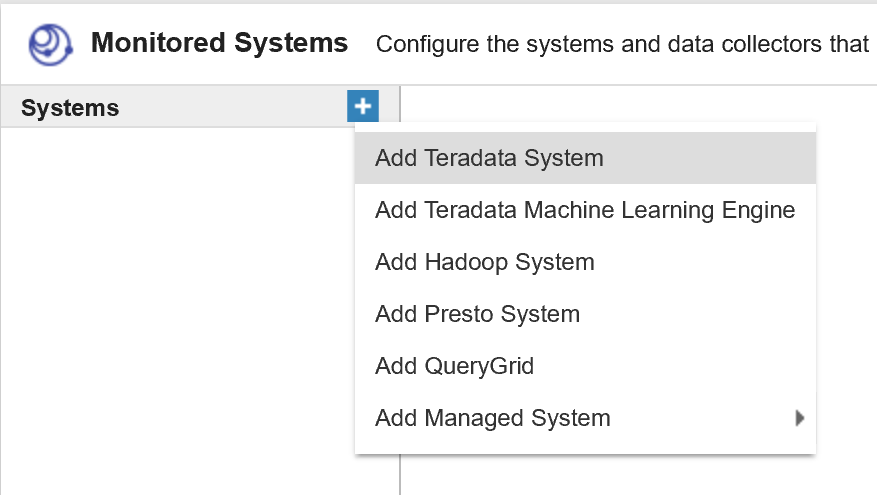 Monitored Systems Configure the systems and data collectors that
Systems
Add Teradata System
Add Teradata Machine Learning Engine
Add Hadoop System
Add Presto System
Add QueryGrid
Add Managed System